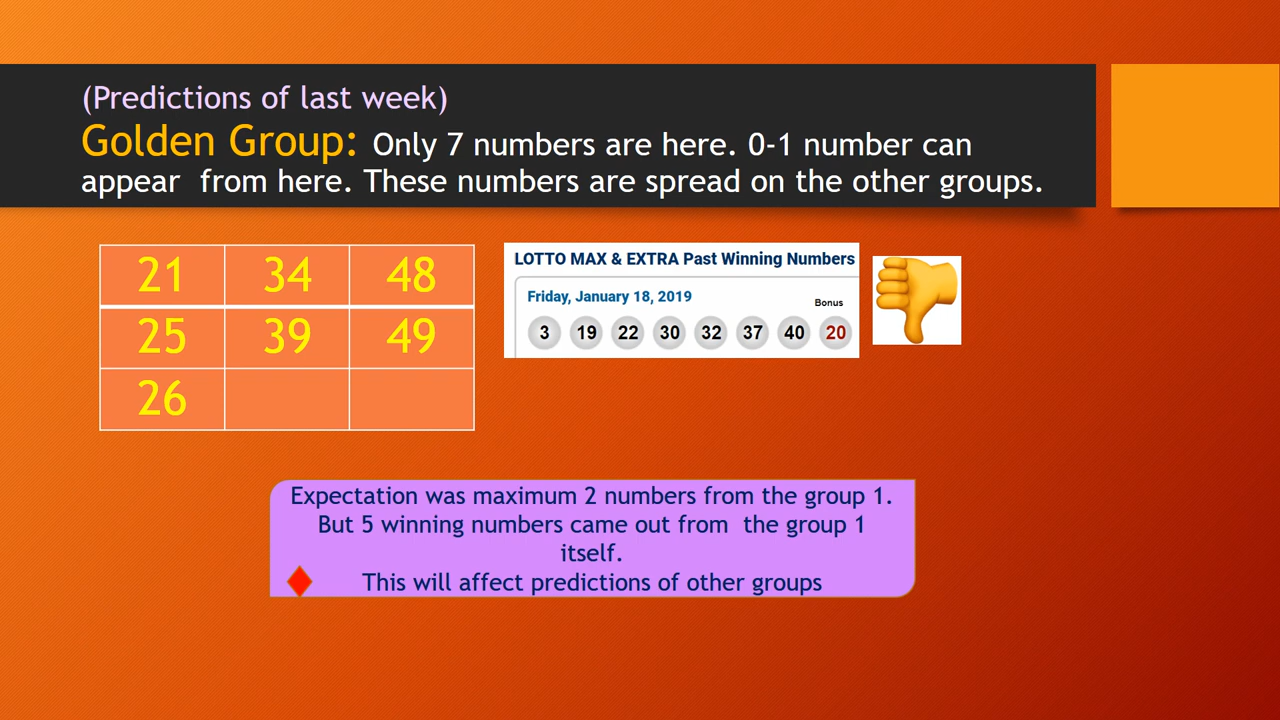 (Predictions of last week)
Golden Group: Only 7 numbers are here. 0-1 number can
appear from here. These numbers are spread on the other groups.
21 34 48
25 39 49
26
LOTTO MAX & EXTRA Past Winning Numbers
Friday, January 18, 2019
Bonus
3 19 22 30 32 37 40 20
Expectation was maximum 2 numbers from the group 1.
But 5 winning numbers came out from the group 1
itself.
This will affect predictions of other groups